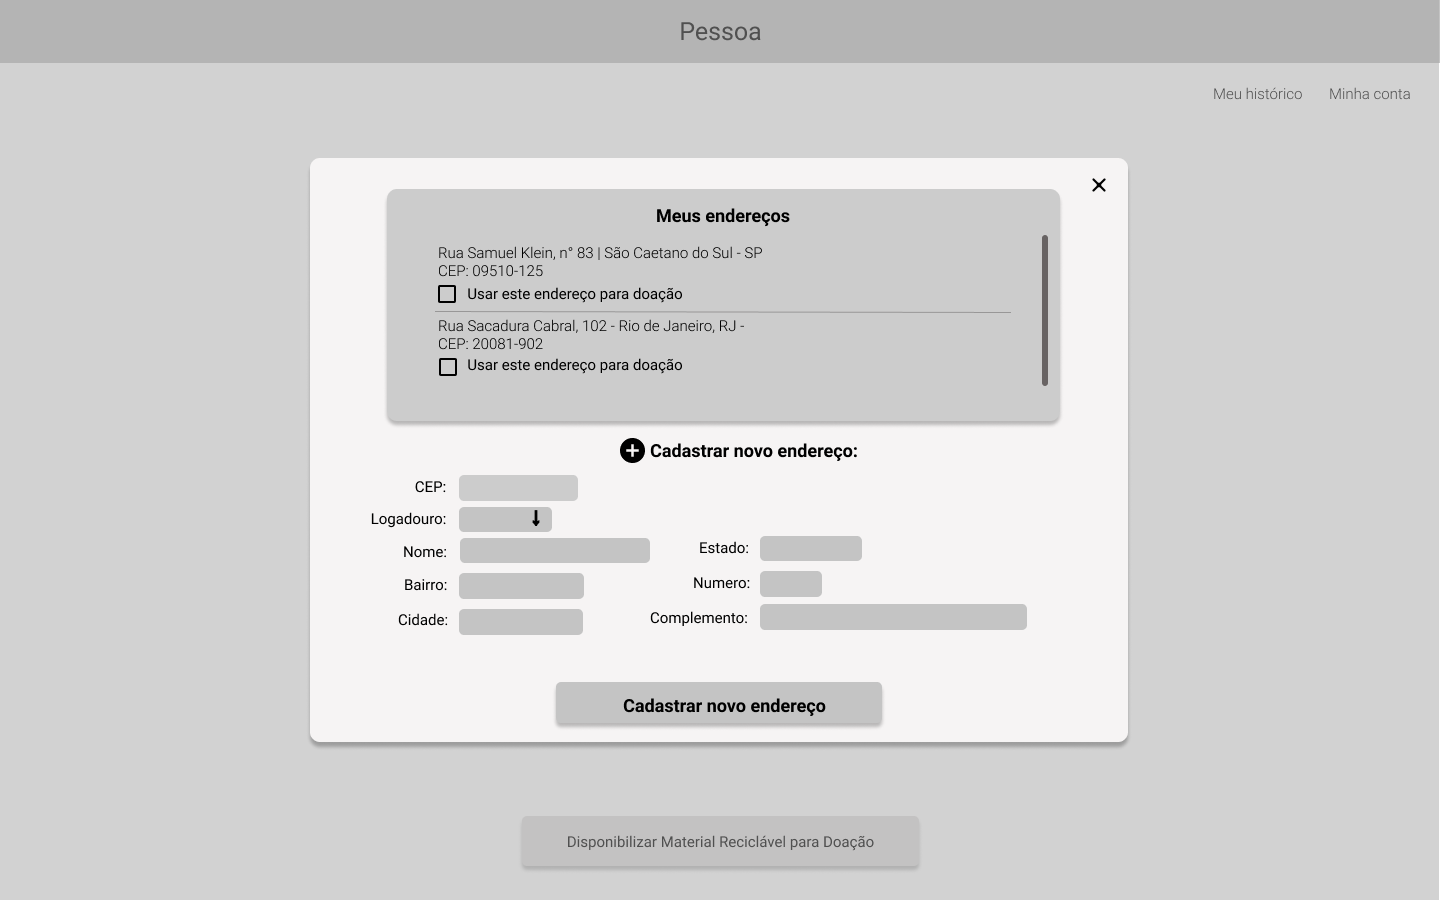 Pessoa
Meu histórico
Minha conta
Meus endereços
Rua Samuel Klein, n° 83 | São Caetano do Sul - SP
CEP: 09510-125
Usar este endereço para doação
Rua Sacadura Cabral, 102 - Rio de Janeiro, RJ -
CEP: 20081-902
Usar este endereço para doação
Cadastrar novo endereço:
CEP:
Logadouro:
Nome:
Estado:
Bairro:
Numero:
Cidade:
Complemento:
Cadastrar novo endereço
Disponibilizar Material Reciclável para Doação